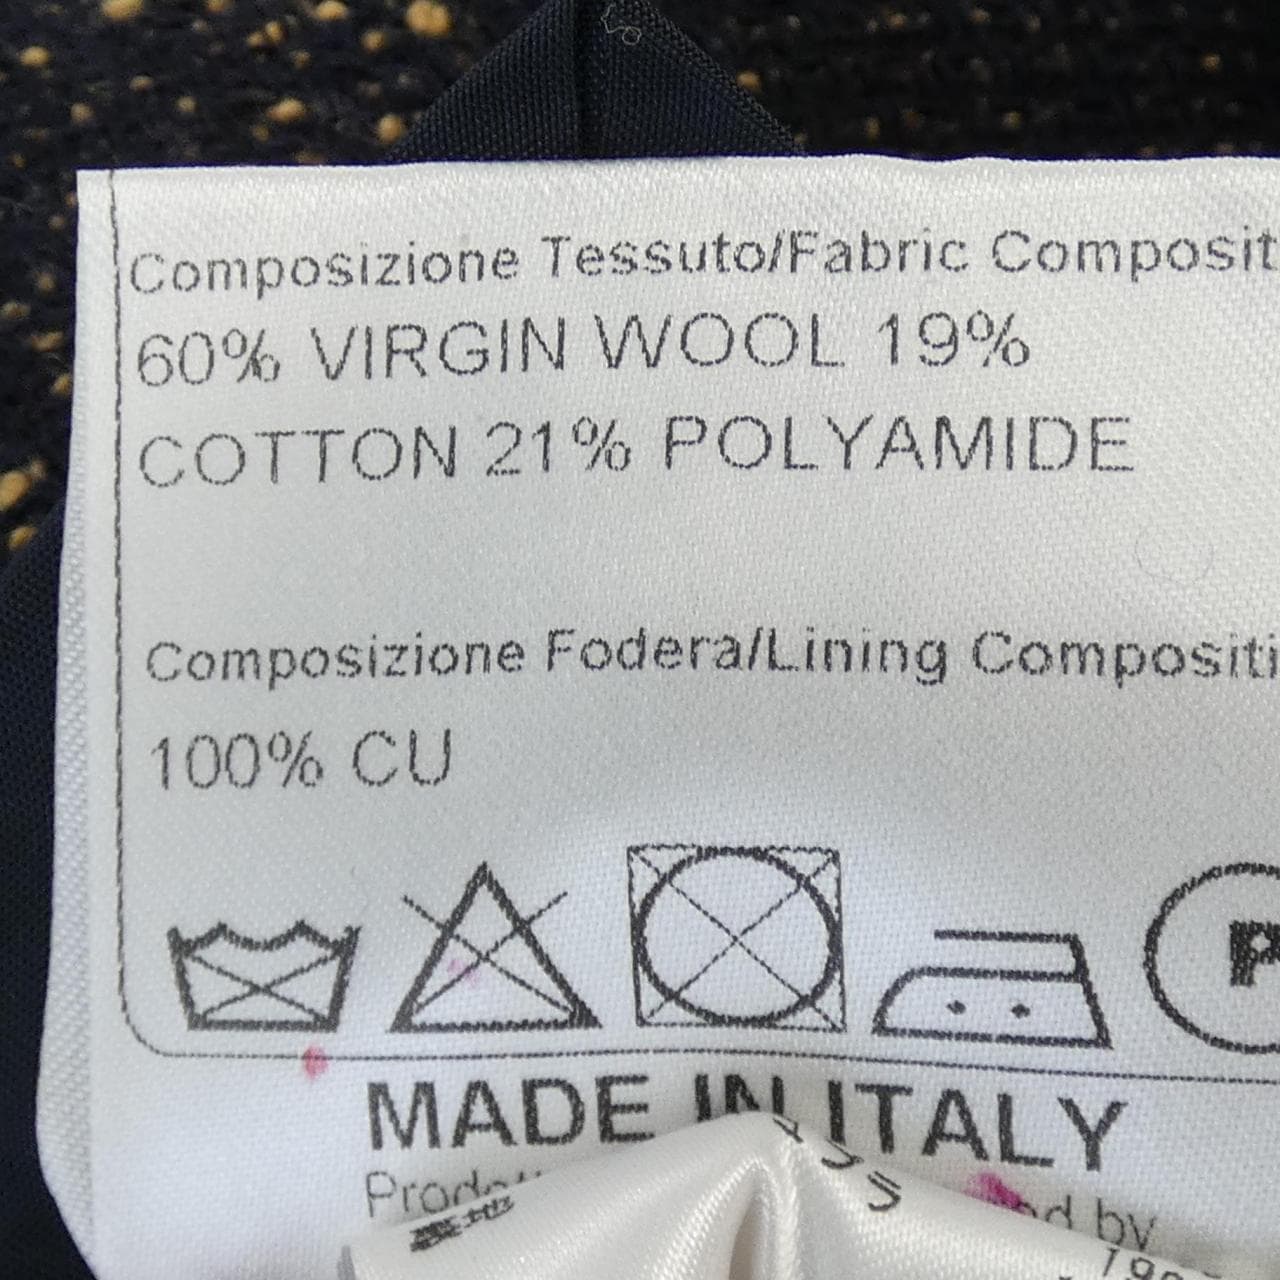 Composizione Tessuto/Fabric Composit
60% VIRGIN WOOL 19%
COTTON 21% POLYAMIDE
Composizione Fodera/Lining Compositi
100% CU
P
MADE IN ITALY
by